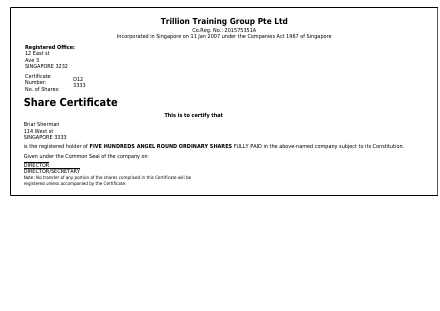 Trillion Training Group Pte Ltd
Co.Reg. No.: 201575351A
Incorporated in Singapore on 11 Jan 2007 under the Companies Act 1967 of Singapore
Registered Office:
12 East st
Ave 3
SINGAPORE 3232
Certificate Number: O12
No. of Shares: 3333
Share Certificate
This is to certify that
Briar Sherman
114 West st
SINGAPORE 3333
is the registered holder of FIVE HUNDREDS ANGEL ROUND ORDINARY SHARES FULLY PAID in the above-named company subject to its Constitution.
Given under the Common Seal of the company on
DIRECTOR
DIRECTOR/SECRETARY
Note: No transfer of any portion of the shares comprised in this Certificate will be
registered unless accompanied by the Certificate.